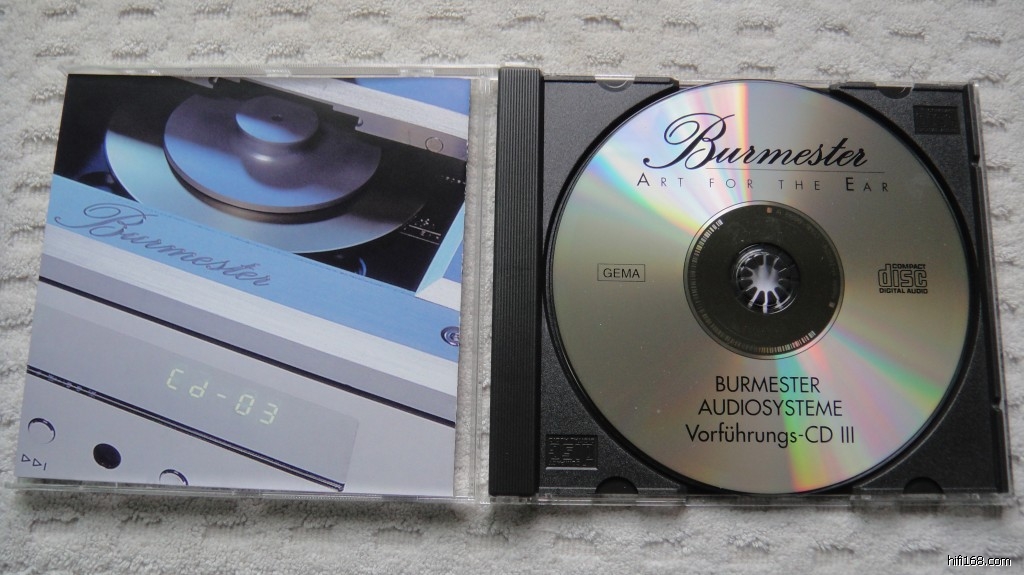 Burmester
Cd-03
Burmester
ART FOR THE EAR
GEMA
COMPACT
disc
DIGITAL AUDIO
BURMESTER
AUDIOSYSTEME
Vorführungs-CD III
hifi168.com